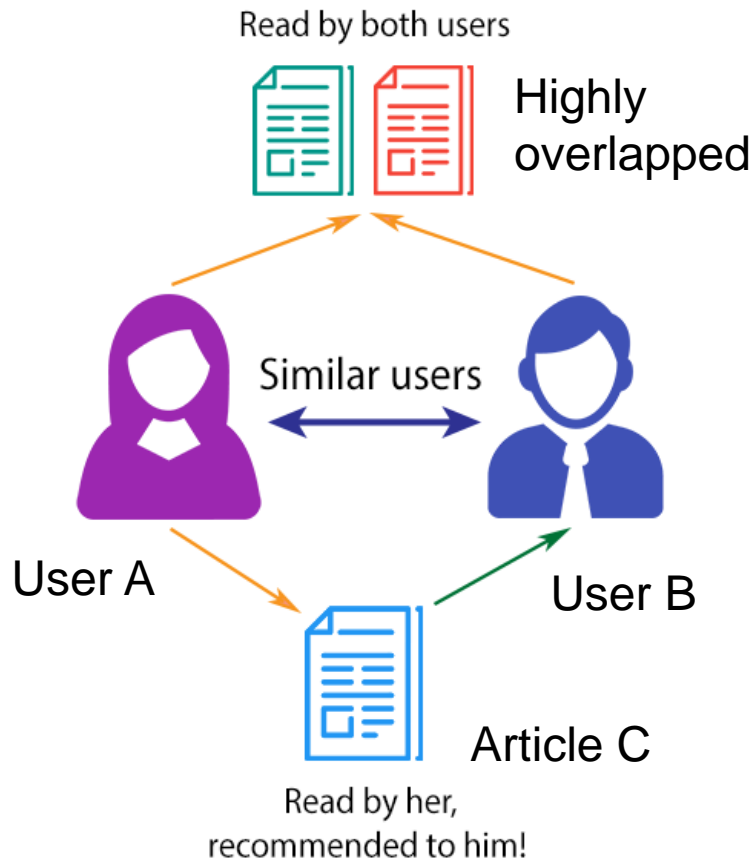 Read by both users
Highly
overlapped
Similar users
User A
User B
Article C
Read by her,
recommended to him!